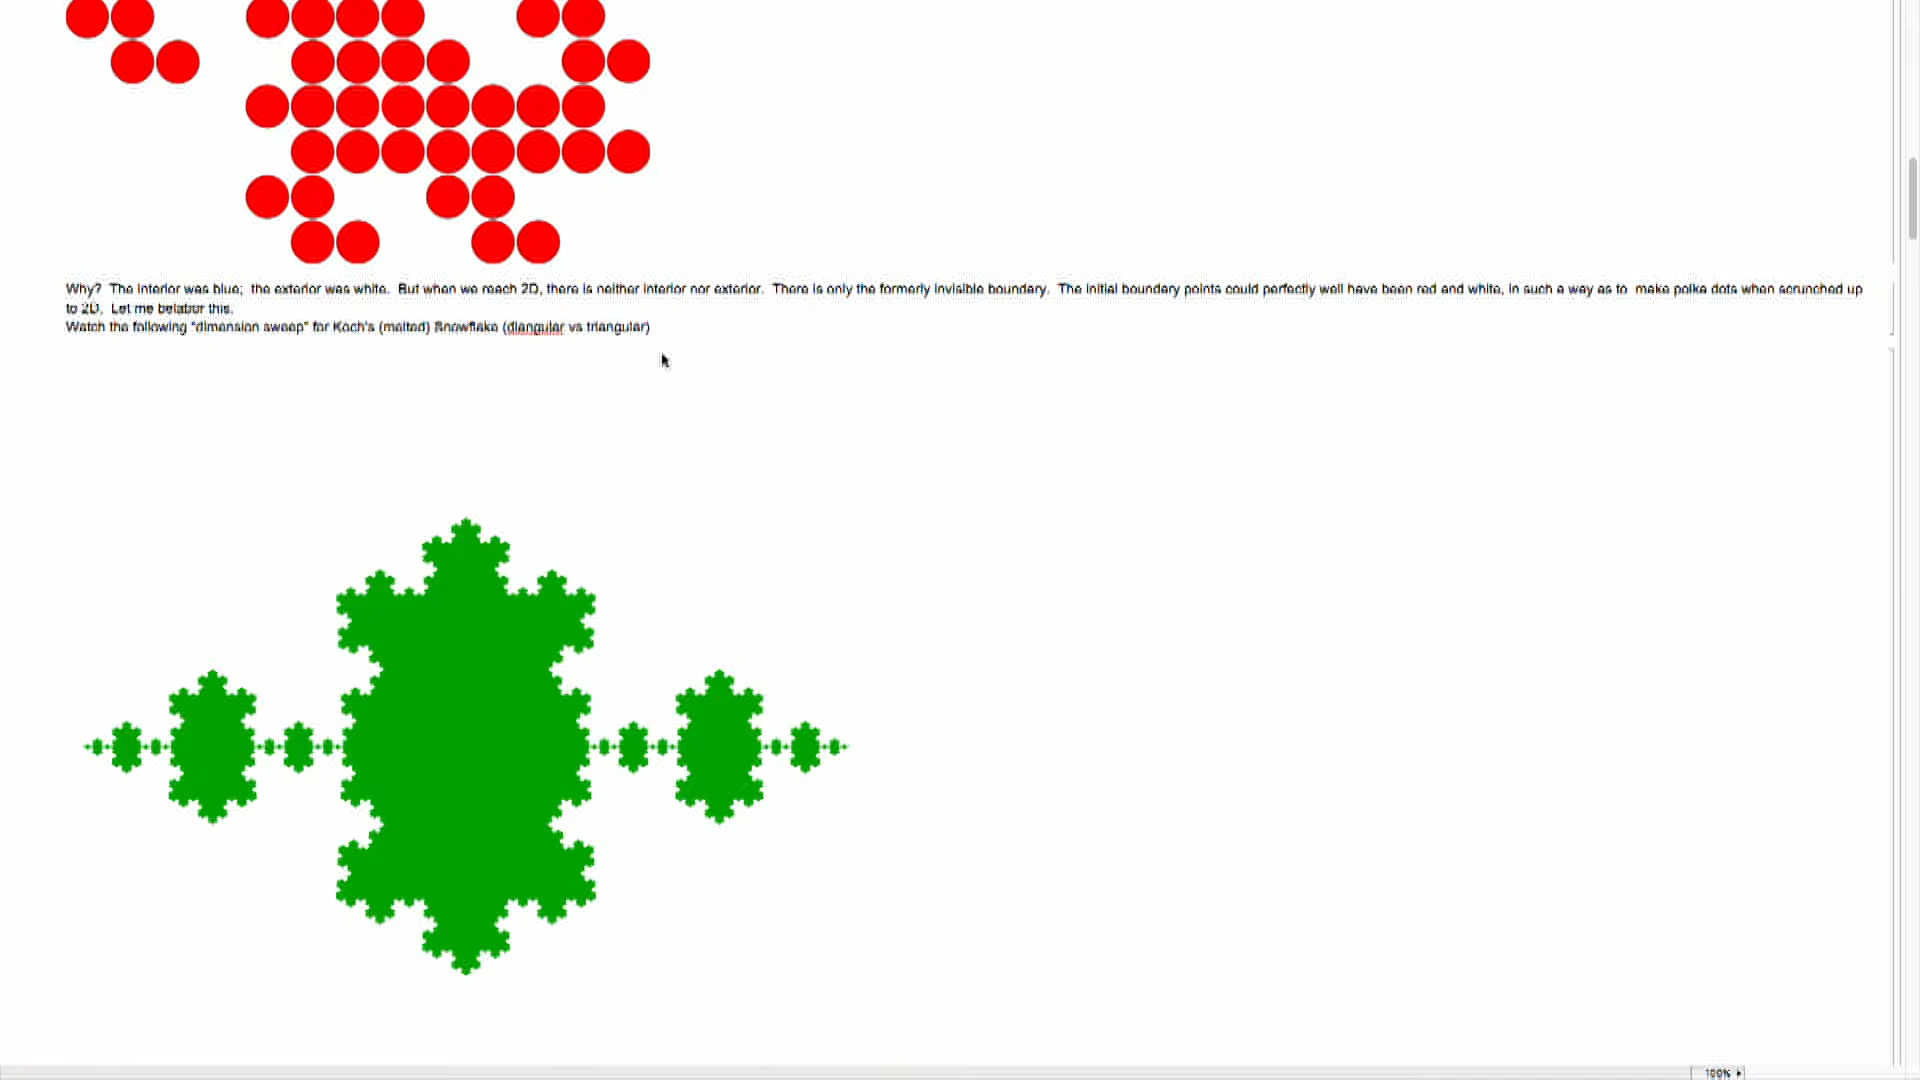 Why?  The interior was blue;  the exterior was white.  But when we reach 2D, there is neither interior nor exterior.  There is only the formerly invisible boundary.  The initial boundary points could perfectly well have been red and white, in such a way as to  make polka dots when scrunched up
to 2D.  Let me belabor this.
Watch the following "dimension sweep" for Koch's (melted) Snowflake (diangular vs triangular)
100%